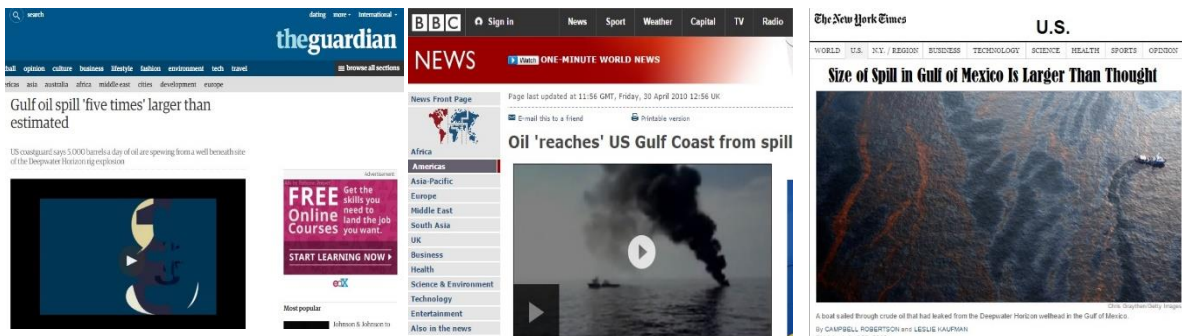 search
dating more - International -
theguardian
ball opinion culture business lifestyle fashion environment tech travel
browse all sections
ericas asia australia africa middle east cities development europe
Gulf oil spill 'five times' larger than
estimated
US coastguard says 5,000 barrels a day of oil are spewing from a well beneath site
of the Deepwater Horizon rig explosion
Advertisement
FREE
Online
Courses
Get the
skills you
need to
land the job
you want.
START LEARNING NOW
edX
Most popular
Johnson & Johnson to
BBC
Sign in
News Sport Weather Capital TV Radio
NEWS
Watch ONE-MINUTE WORLD NEWS
News Front Page
Africa
Americas
Asia-Pacific
Europe
Middle East
South Asia
UK
Business
Health
Science & Environment
Technology
Entertainment
Also in the news
Page last updated at 11:56 GMT, Friday, 30 April 2010 12:56 UK
E-mail this to a friend
Printable version
Oil 'reaches' US Gulf Coast from spill
The New York Times
U.S.
WORLD U.S. N.Y. / REGION BUSINESS TECHNOLOGY SCIENCE HEALTH SPORTS OPINION
Size of Spill in Gulf of Mexico Is Larger Than Thought
Chris Graythen/Getty Images
A boat sailed through crude oil that had leaked from the Deepwater Horizon wellhead in the Gulf of Mexico.
By CAMPBELL ROBERTSON and LESLIE KAUFMAN